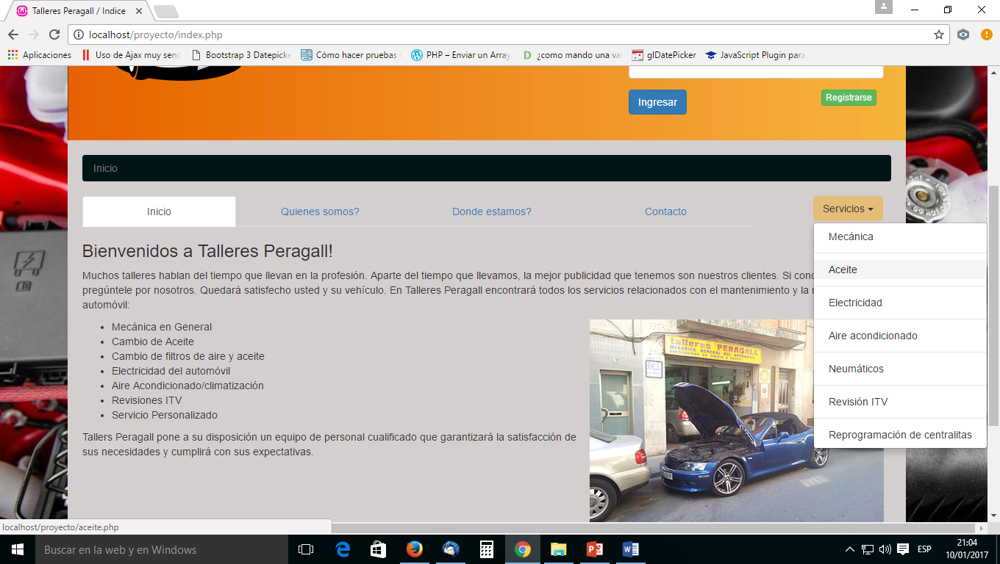 Talleres Peragall / Indice
localhost/proyecto/index.php
Aplicaciones
Uso de Ajax muy senc
Bootstrap 3 Datepicke
Cómo hacer pruebas
PHP – Enviar un Array
¿como mando una va
glDatePicker
JavaScript Plugin para
Ingresar
Registrarse
Inicio
Inicio
Quienes somos?
Donde estamos?
Contacto
Servicios
Mecánica
Aceite
Electricidad
Aire acondicionado
Neumáticos
Revisión ITV
Reprogramación de centralitas
Bienvenidos a Talleres Peragall!
Muchos talleres hablan del tiempo que llevan en la profesión. Aparte del tiempo que llevamos, la mejor publicidad que tenemos son nuestros clientes. Si cono
pregúntele por nosotros. Quedará satisfecho usted y su vehículo. En Talleres Peragall encontrará todos los servicios relacionados con el mantenimiento y la r
automóvil:
• Mecánica en General
• Cambio de Aceite
• Cambio de filtros de aire y aceite
• Electricidad del automóvil
• Aire Acondicionado/climatización
• Revisiones ITV
• Servicio Personalizado
talleres PERAGALL
MECANICA GENERAL DEL AUTOMOVIL
43
Tallers Peragall pone a su disposición un equipo de personal cualificado que garantizará la satisfacción de
sus necesidades y cumplirá con sus expectativas.
localhost/proyecto/aceite.php
Buscar en la web y en Windows
ESP
21:04
10/01/2017